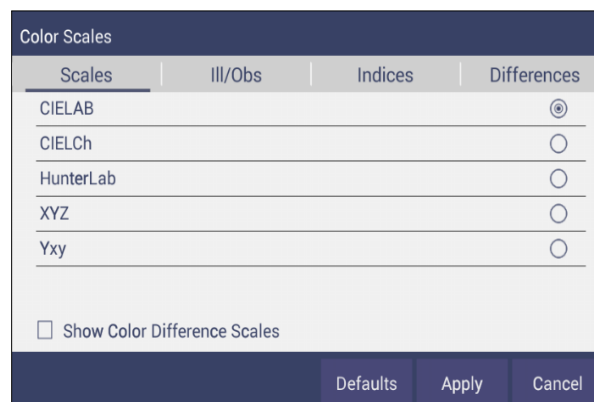 Color Scales
Scales Ill/Obs Indices Differences
CIELAB
CIELCh
HunterLab
XYZ
Yxy
Show Color Difference Scales
Defaults Apply Cancel